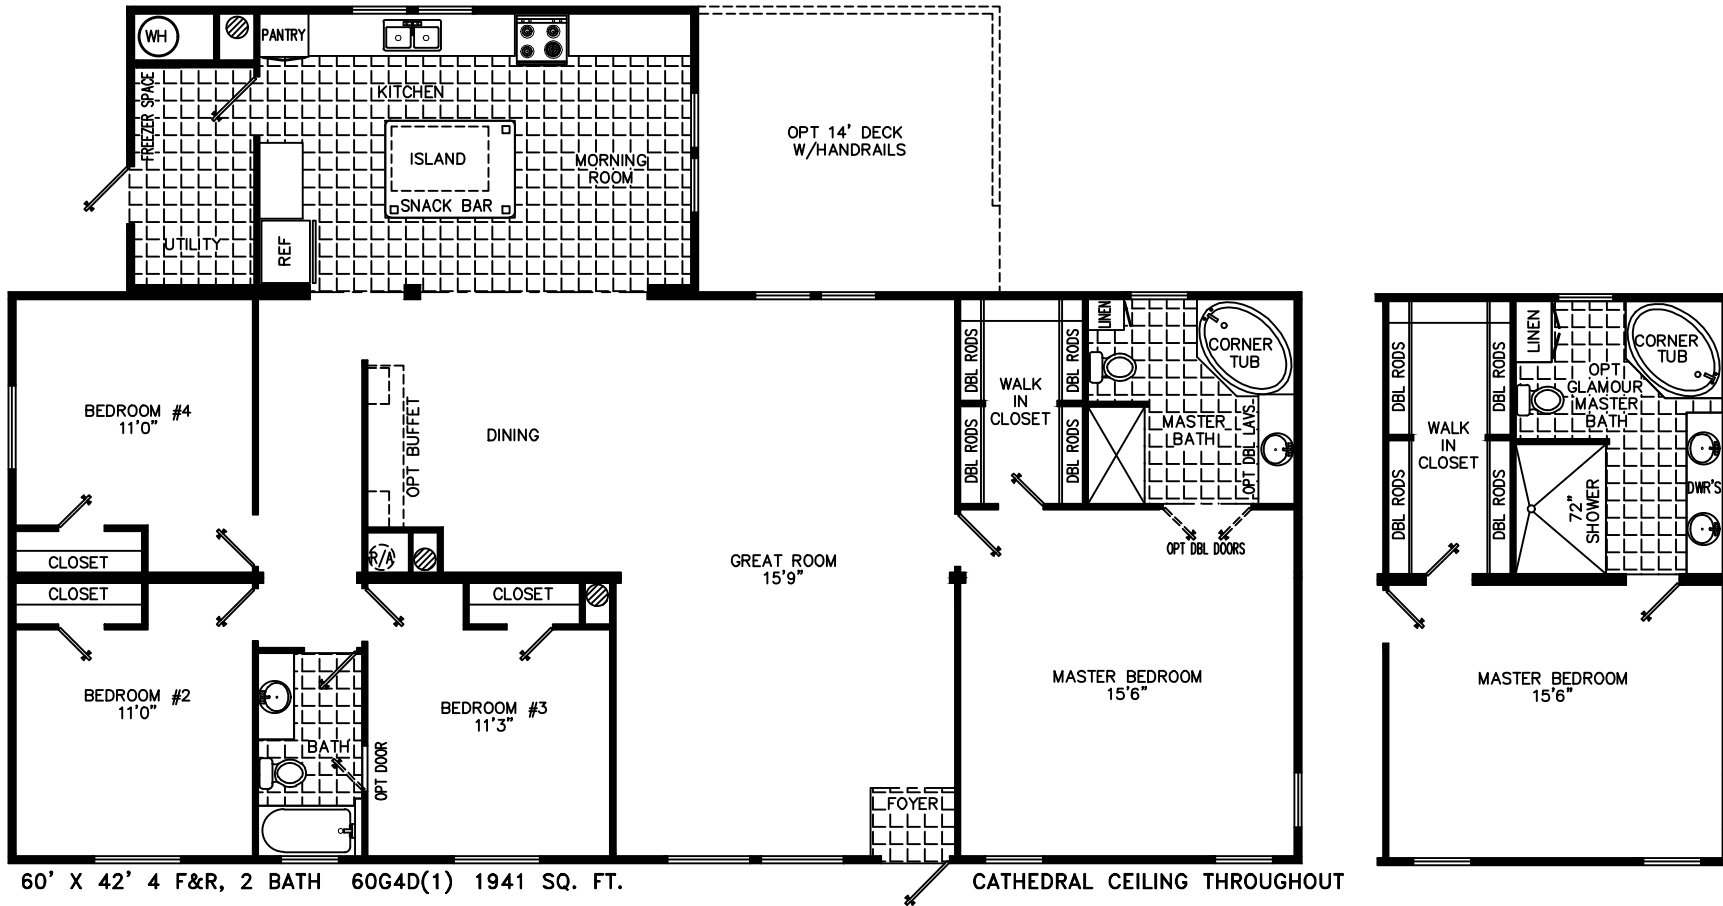 WH
PANTRY
FREEZER SPACE
KITCHEN
ISLAND
MORNING
ROOM
SNACK BAR
UTILITY
REF
OPT 14' DECK
W/HANDRAILS
BEDROOM #4
11'0"
CLOSET
CLOSET
BEDROOM #2
11'0"
OPT BUFFET
DINING
R/A
CLOSET
BEDROOM #3
11'3"
BATH
OPT DOOR
GREAT ROOM
15'9"
FOYER
DBL RODS
DBL RODS
DBL RODS
DBL RODS
WALK
IN
CLOSET
LINEN
CORNER
TUB
MASTER
BATH
OPT DBL LAVS
OPT DBL DOORS
MASTER BEDROOM
15'6"
DBL RODS
DBL RODS
DBL RODS
DBL RODS
WALK
IN
CLOSET
LINEN
CORNER
TUB
OPT
GLAMOUR
MASTER
BATH
72"
SHOWER
DWR'S
MASTER BEDROOM
15'6"
60' X 42' 4 F&R, 2 BATH 60G4D(1) 1941 SQ. FT.
CATHEDRAL CEILING THROUGHOUT